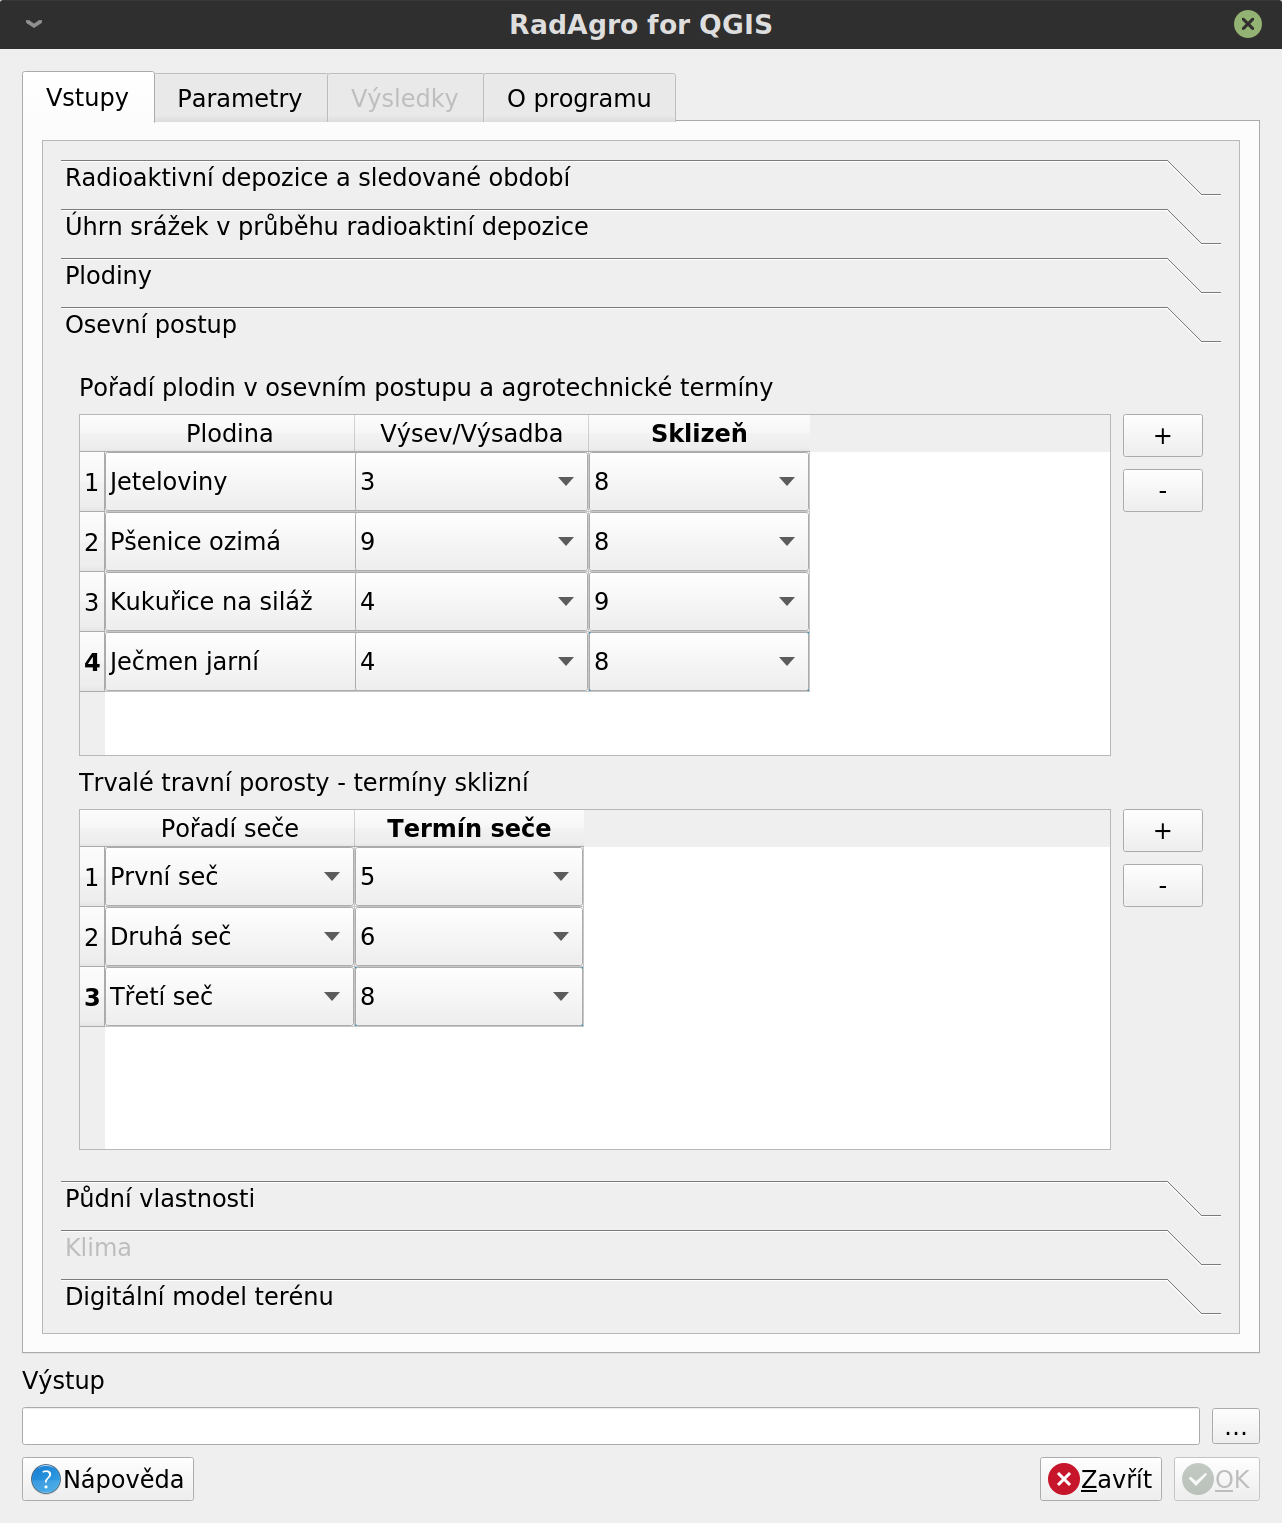 RadAgro for QGIS
Vstupy Parametry Výsledky O programu
Radioaktivní depozice a sledované období
Úhrn srážek v průběhu radioaktiní depozice
Plodiny
Osevní postup
Pořadí plodin v osevním postupu a agrotechnické termíny
Plodina Výsev/Výsadba Sklizeň +
1 Jeteloviny 3 8 -
2 Pšenice ozimá 9 8
3 Kukuřice na siláž 4 9
4 Ječmen jarní 4 8
Trvalé travní porosty - termíny sklizní
Pořadí seče Termín seče +
1 První seč 5 -
2 Druhá seč 6
3 Třetí seč 8
Půdní vlastnosti
Klima
Digitální model terénu
Výstup
...
? Nápověda Zavřít OK